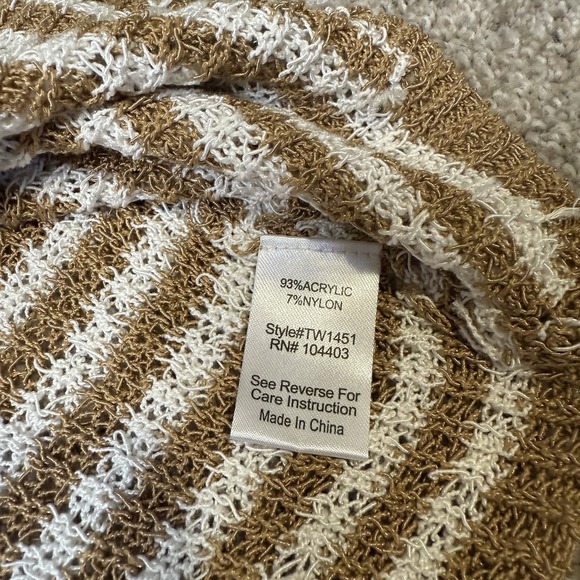 93%ACRYLIC
7%NYLON
Style#TW1451
RN# 104403
See Reverse For
Care Instruction
Made In China